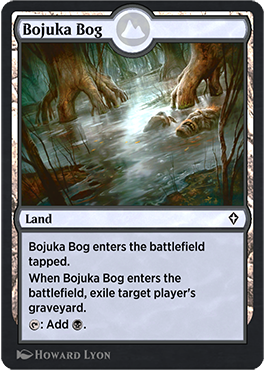 Bojuka Bog
Land
Bojuka Bog enters the battlefield
tapped.
When Bojuka Bog enters the
battlefield, exile target player's
graveyard.
: Add .
Howard Lyon